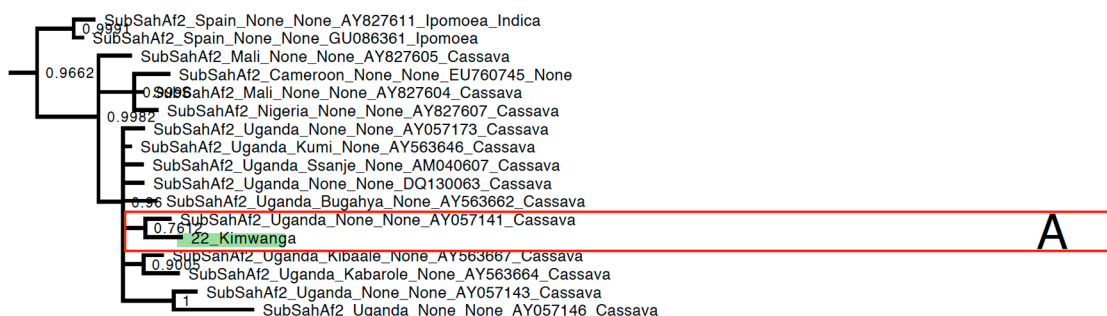 SubSahAf2_Spain_None_None_AY827611_Ipomoea_Indica
0.9991
SubSahAf2_Spain_None_None_GU086361_Ipomoea
SubSahAf2_Mali_None_None_AY827605_Cassava
0.9662
SubSahAf2_Cameroon_None_None_EU760745_None
SubSahAf2_Mali_None_None_AY827604_Cassava
SubSahAf2_Nigeria_None_None_AY827607_Cassava
0.9982
SubSahAf2_Uganda_None_None_AY057173_Cassava
SubSahAf2_Uganda_Kumi_None_AY563646_Cassava
SubSahAf2_Uganda_Ssanje_None_AM040607_Cassava
SubSahAf2_Uganda_None_None_DQ130063_Cassava
SubSahAf2_Uganda_Bugahya_None_AY563662_Cassava
0.96
SubSahAf2_Uganda_None_None_AY057141_Cassava
0.7612
22_Kimwanga
A
SubSahAf2_Uganda_Kibaale_None_AY563667_Cassava
0.9005
SubSahAf2_Uganda_Kabarole_None_AY563664_Cassava
SubSahAf2_Uganda_None_None_AY057143_Cassava
1
SubSahAf2_Uganda_None_None_AY057146_Cassava